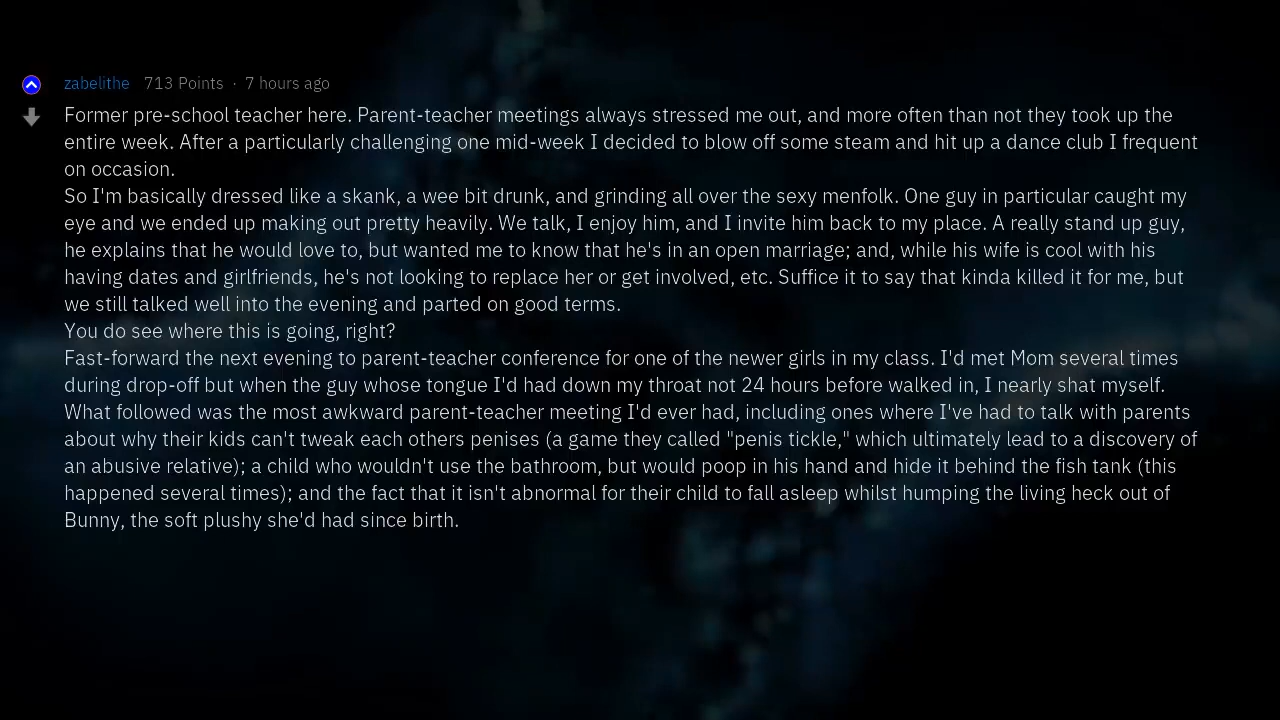 zabelithe 713 Points · 7 hours ago
Former pre-school teacher here. Parent-teacher meetings always stressed me out, and more often than not they took up the
entire week. After a particularly challenging one mid-week I decided to blow off some steam and hit up a dance club I frequent
on occasion.
So I'm basically dressed like a skank, a wee bit drunk, and grinding all over the sexy menfolk. One guy in particular caught my
eye and we ended up making out pretty heavily. We talk, I enjoy him, and I invite him back to my place. A really stand up guy,
he explains that he would love to, but wanted me to know that he's in an open marriage; and, while his wife is cool with his
having dates and girlfriends, he's not looking to replace her or get involved, etc. Suffice it to say that kinda killed it for me, but
we still talked well into the evening and parted on good terms.
You do see where this is going, right?
Fast-forward the next evening to parent-teacher conference for one of the newer girls in my class. I'd met Mom several times
during drop-off but when the guy whose tongue I'd had down my throat not 24 hours before walked in, I nearly shat myself.
What followed was the most awkward parent-teacher meeting I'd ever had, including ones where I've had to talk with parents
about why their kids can't tweak each others penises (a game they called "penis tickle," which ultimately lead to a discovery of
an abusive relative); a child who wouldn't use the bathroom, but would poop in his hand and hide it behind the fish tank (this
happened several times); and the fact that it isn't abnormal for their child to fall asleep whilst humping the living heck out of
Bunny, the soft plushy she'd had since birth.